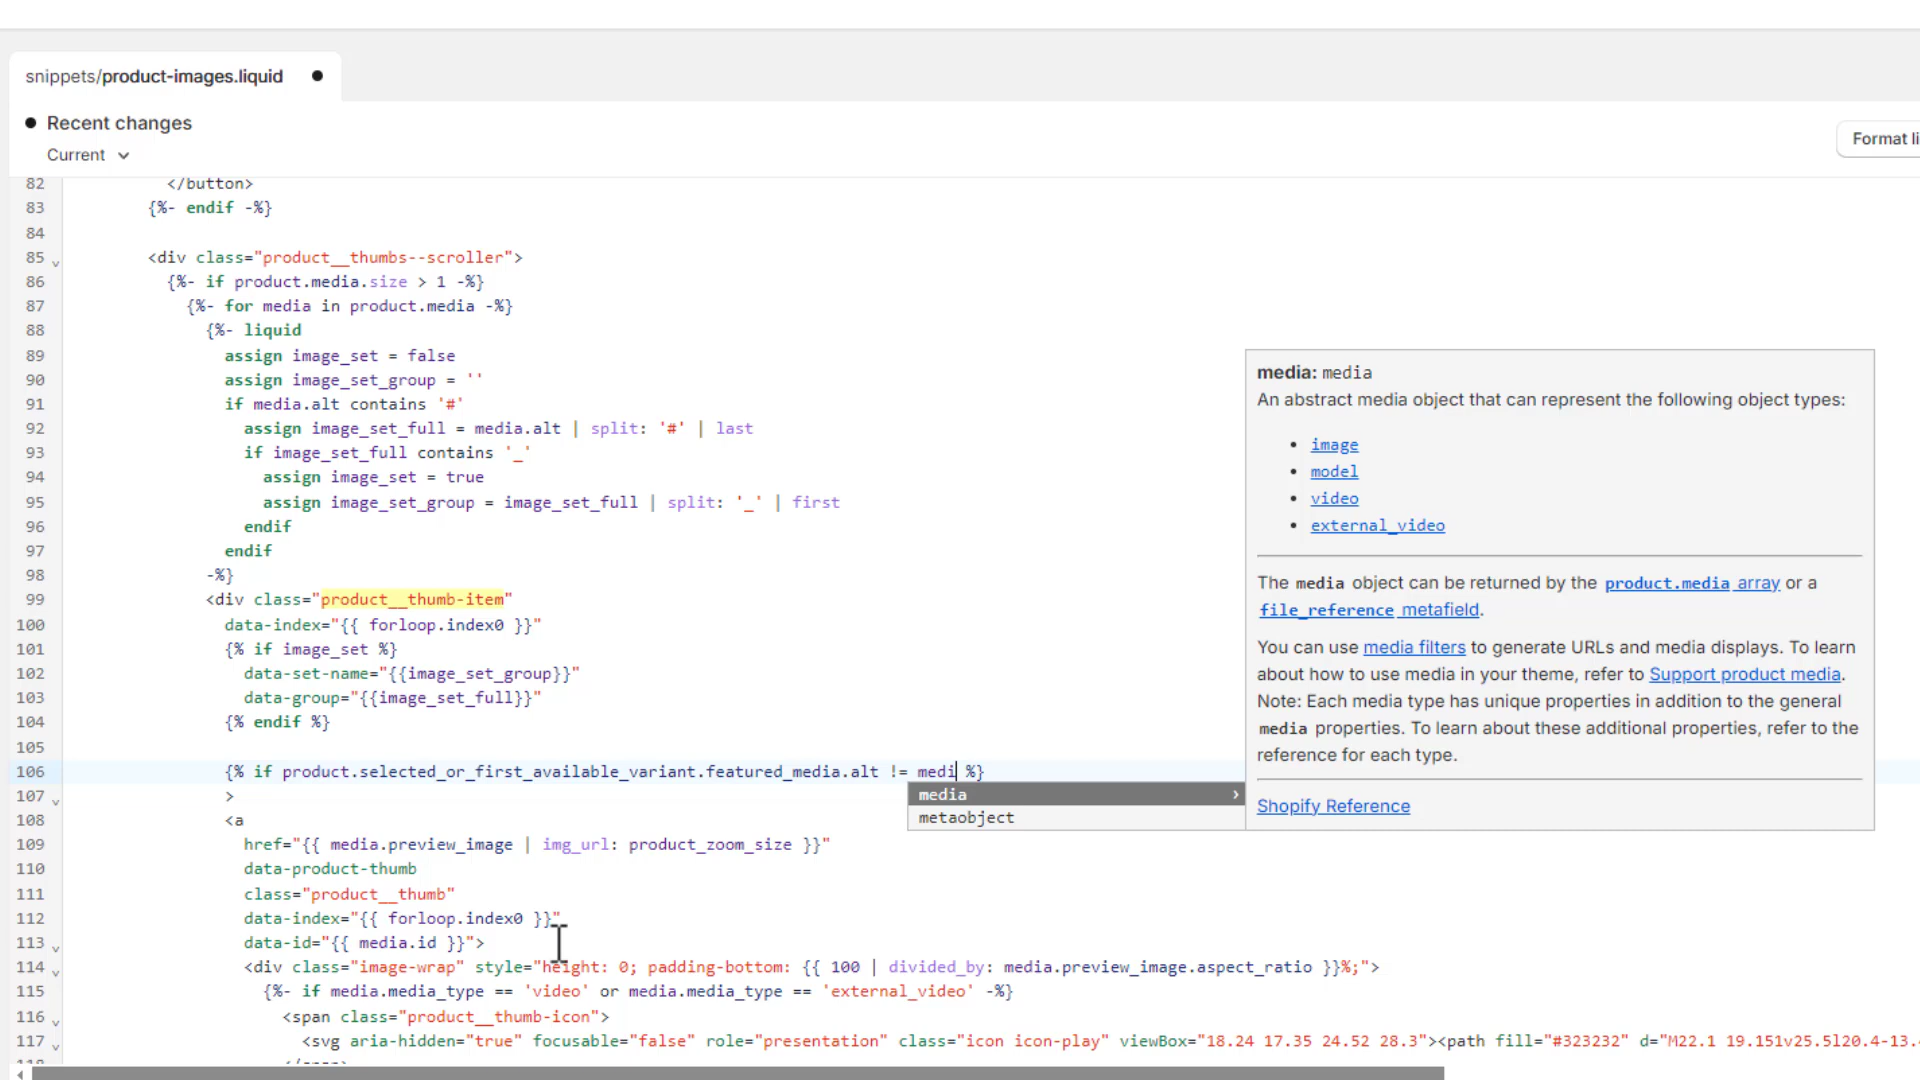 snippets/product-images.liquid
Recent changes
Current
Format li
82 </button>
83 {%- endif -%}
84
85 <div class="product__thumbs--scroller">
86 {%- if product.media.size > 1 -%}
87 {%- for media in product.media -%}
88 {%- liquid
89 assign image_set = false
90 assign image_set_group = ''
91 if media.alt contains '#'
92 assign image_set_full = media.alt | split: '#' | last
93 if image_set_full contains '_'
94 assign image_set = true
95 assign image_set_group = image_set_full | split: '_' | first
96 endif
97 endif
98 -%}
99 <div class="product__thumb-item"
100 data-index="{{ forloop.index0 }}"
101 {% if image_set %}
102 data-set-name="{{image_set_group}}"
103 data-group="{{image_set_full}}"
104 {% endif %}
105
106 {% if product.selected_or_first_available_variant.featured_media.alt != medi %}
107 >
108 <a
109 href="{{ media.preview_image | img_url: product_zoom_size }}"
110 data-product-thumb
111 class="product__thumb"
112 data-index="{{ forloop.index0 }}"
113 data-id="{{ media.id }}">
114 <div class="image-wrap" style="height: 0; padding-bottom: {{ 100 | divided_by: media.preview_image.aspect_ratio }}%;">
115 {%- if media.media_type == 'video' or media.media_type == 'external_video' -%}
116 <span class="product__thumb-icon">
117 <svg aria-hidden="true" focusable="false" role="presentation" class="icon icon-play" viewBox="18.24 17.35 24.52 28.3"><path fill="#323232" d="M22.1 19.151v25.5l20.4-13.
media
metaobject
media: media
An abstract media object that can represent the following object types:
• image
• model
• video
• external_video
The media object can be returned by the product.media array or a
file_reference metafield.
You can use media filters to generate URLs and media displays. To learn
about how to use media in your theme, refer to Support product media.
Note: Each media type has unique properties in addition to the general
media properties. To learn about these additional properties, refer to the
reference for each type.
Shopify Reference